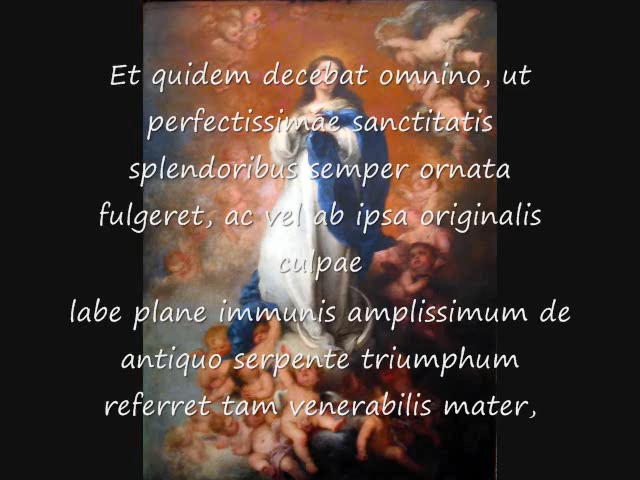 Et quidem decebat omnino, ut
perfectissimae sanctitatis
splendoribus semper ornata
fulgeret, ac vel ab ipsa originalis
culpae
labe plane immunis amplissimum de
antiquo serpente triumphum
referret tam venerabilis mater,